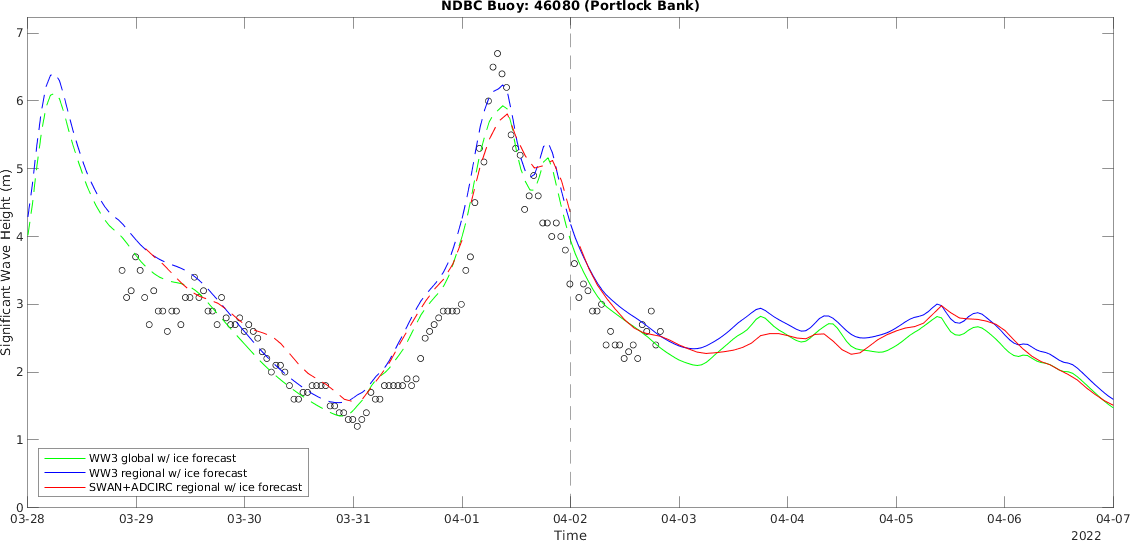 NDBC Buoy: 46080 (Portlock Bank)
Significant Wave Height (m)
7
6
5
4
3
2
1
0
WW3 global w/ ice forecast
WW3 regional w/ ice forecast
SWAN+ADCIRC regional w/ ice forecast
03-28 03-29 03-30 03-31 04-01 04-02 04-03 04-04 04-05 04-06 04-07
Time
2022